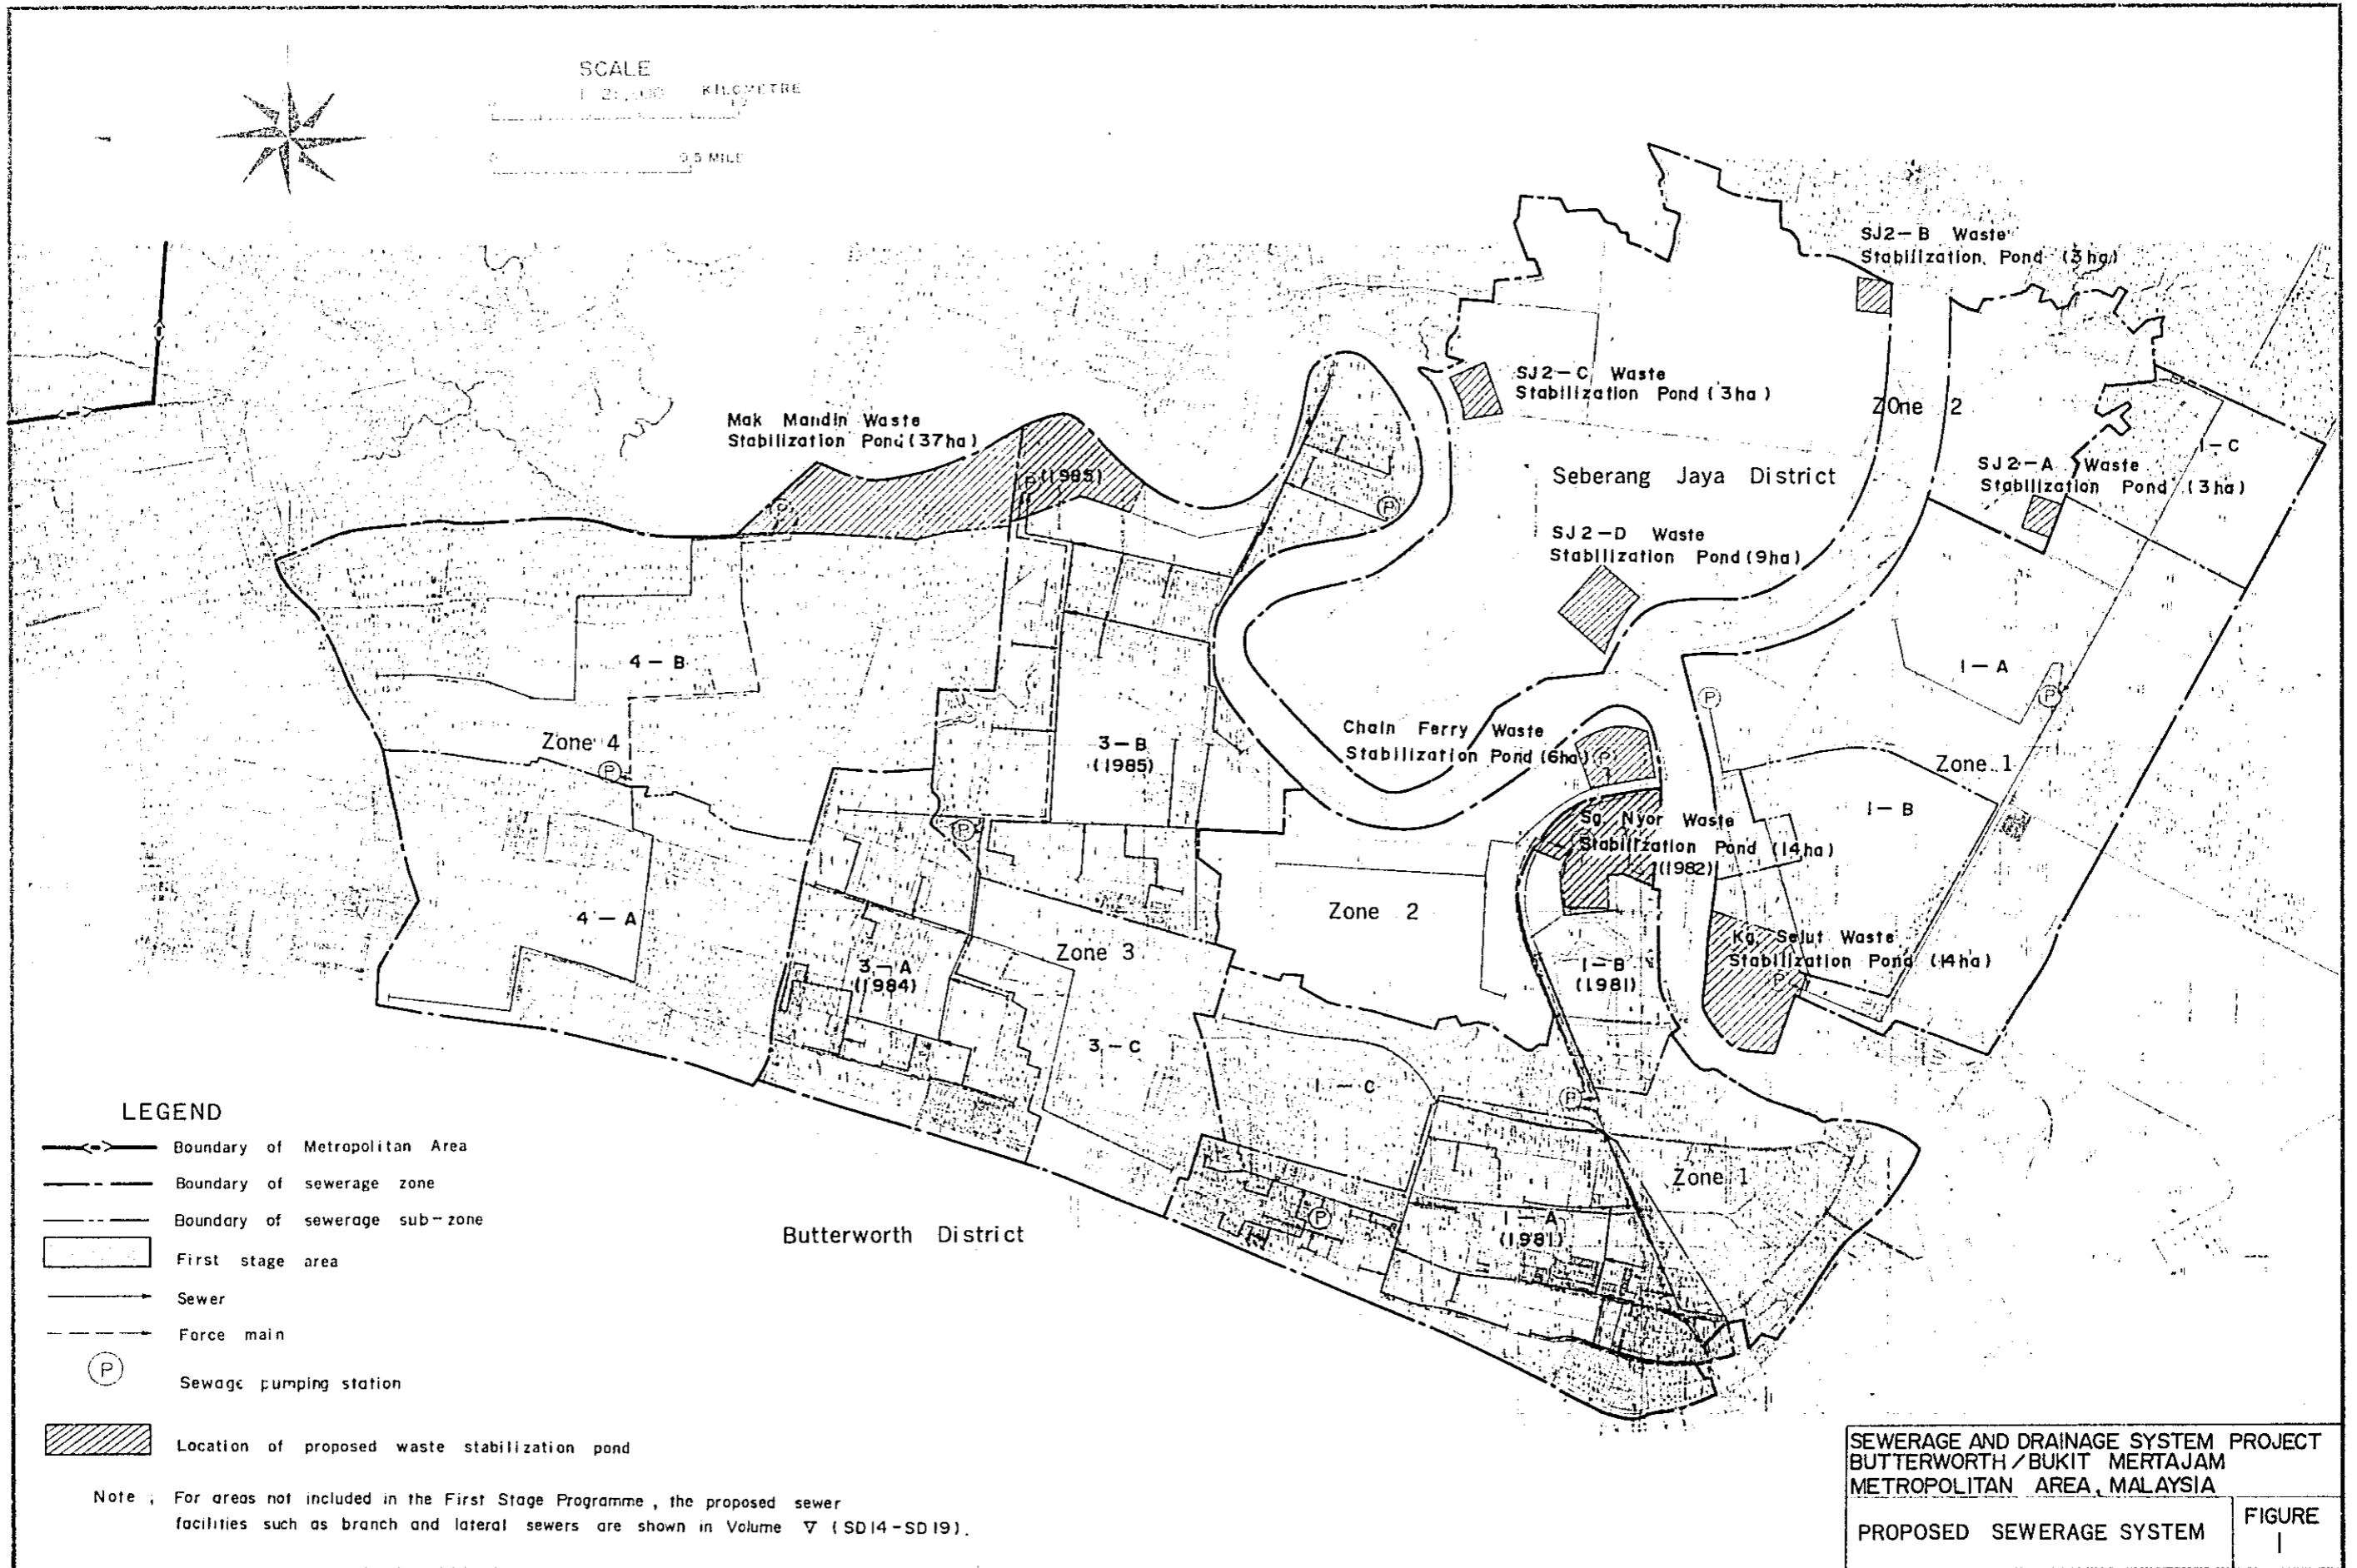 SCALE
KILOMETRE
0.5 MILE
SJ2-B Waste
Stabilization Pond (3ha)
SJ2-C Waste
Stabilization Pond (3ha)
Zone 2
Mak Mandin Waste
Stabilization Pond (37ha)
(1985)
P
P
P
1-C
SJ2-A Waste
Stabilization Pond (3ha)
Seberang Jaya District
SJ2-D Waste
Stabilization Pond (9ha)
4-B
1-A
P
P
Zone 4
P
3-B
(1985)
Chain Ferry Waste
Stabilization Pond (6ha)
P
Zone 1
1-B
P
Sg. Nyor Waste
Stabilization Pond (14ha)
(1982)
4-A
Zone 2
Zone 3
3-A
(1984)
1-B
(1981)
Kg. Selut Waste
Stabilization Pond (14ha)
P
3-C
1-C
P
Zone 1
P
1-A
(1981)
Butterworth District
LEGEND
Boundary of Metropolitan Area
Boundary of sewerage zone
Boundary of sewerage sub-zone
First stage area
Sewer
Force main
P
Sewage pumping station
Location of proposed waste stabilization pond
Note ; For areas not included in the First Stage Programme, the proposed sewer
facilities such as branch and lateral sewers are shown in Volume V (SD14-SD19).
SEWERAGE AND DRAINAGE SYSTEM PROJECT
BUTTERWORTH/BUKIT MERTAJAM
METROPOLITAN AREA, MALAYSIA
PROPOSED SEWERAGE SYSTEM
FIGURE
1